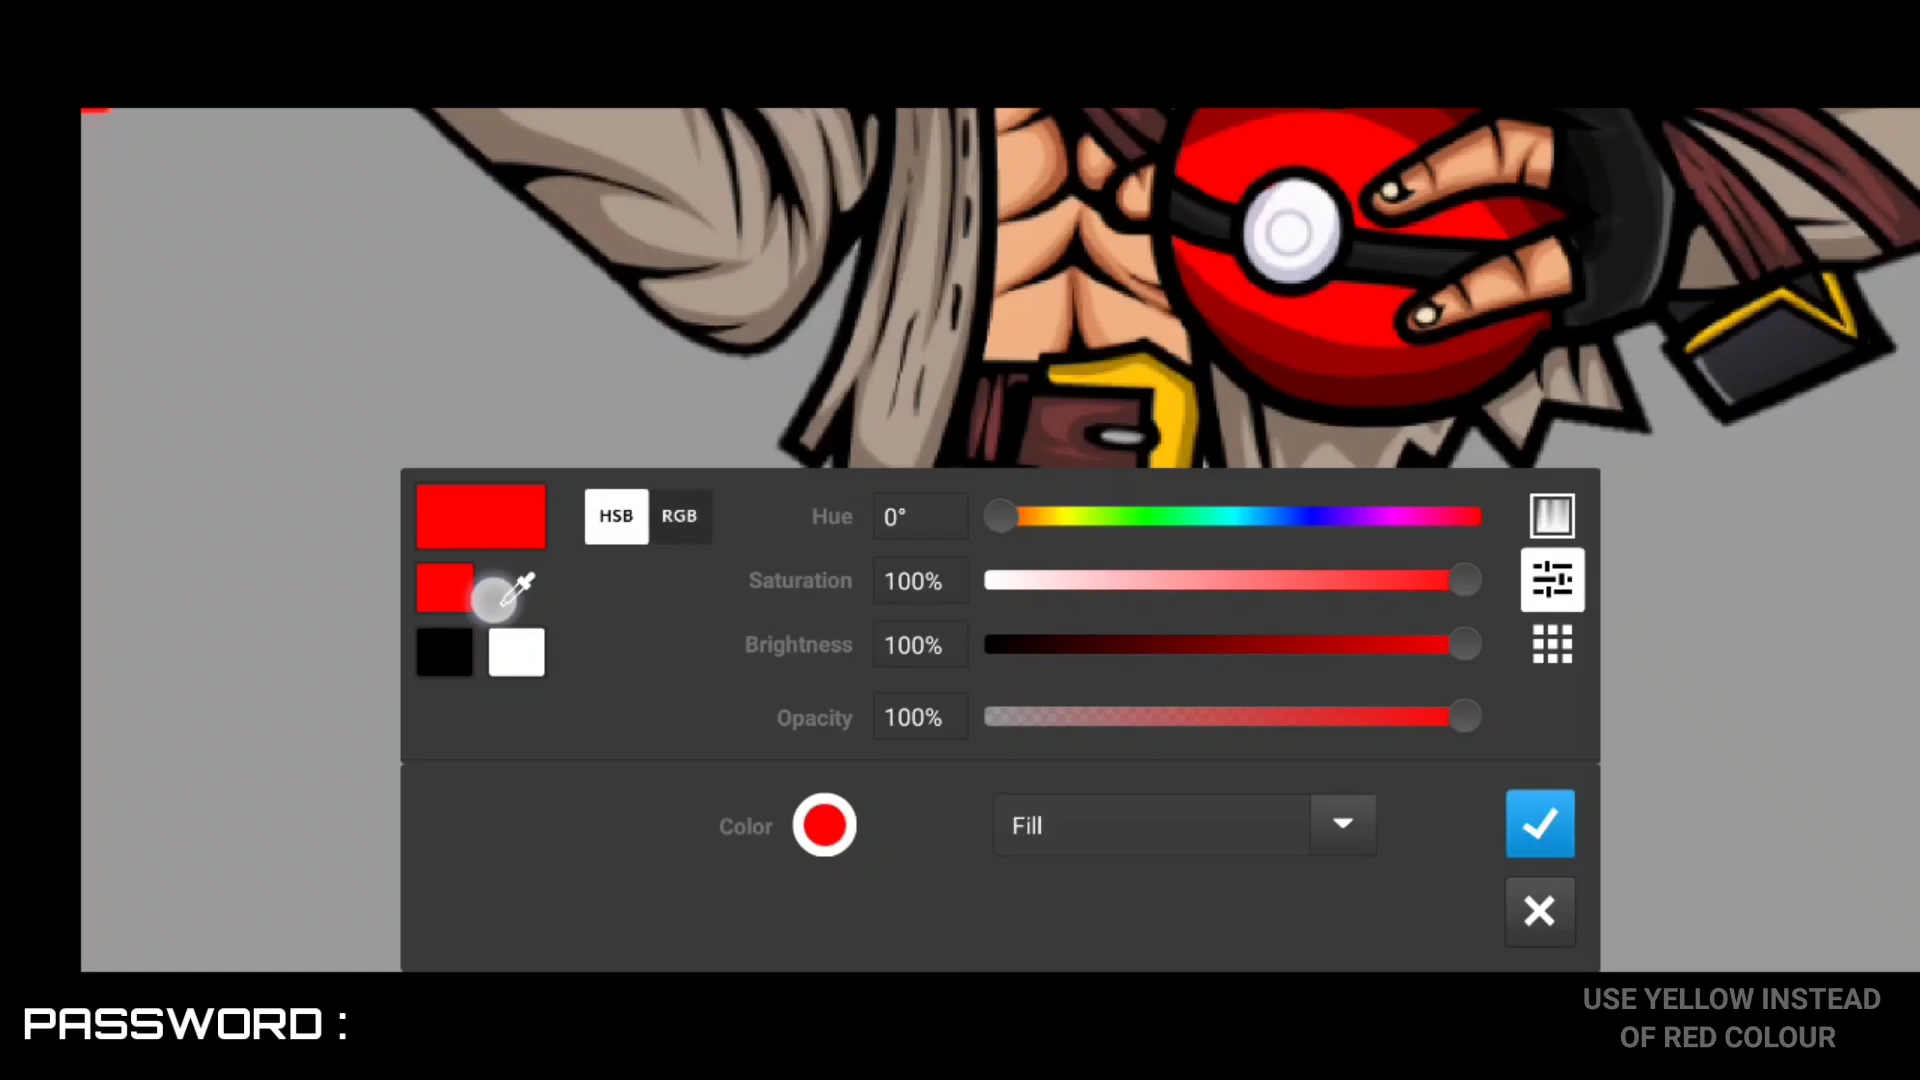 HSB RGB Hue 0°
Saturation 100%
Brightness 100%
Opacity 100%
Color Fill
PASSWORD :
USE YELLOW INSTEAD
OF RED COLOUR